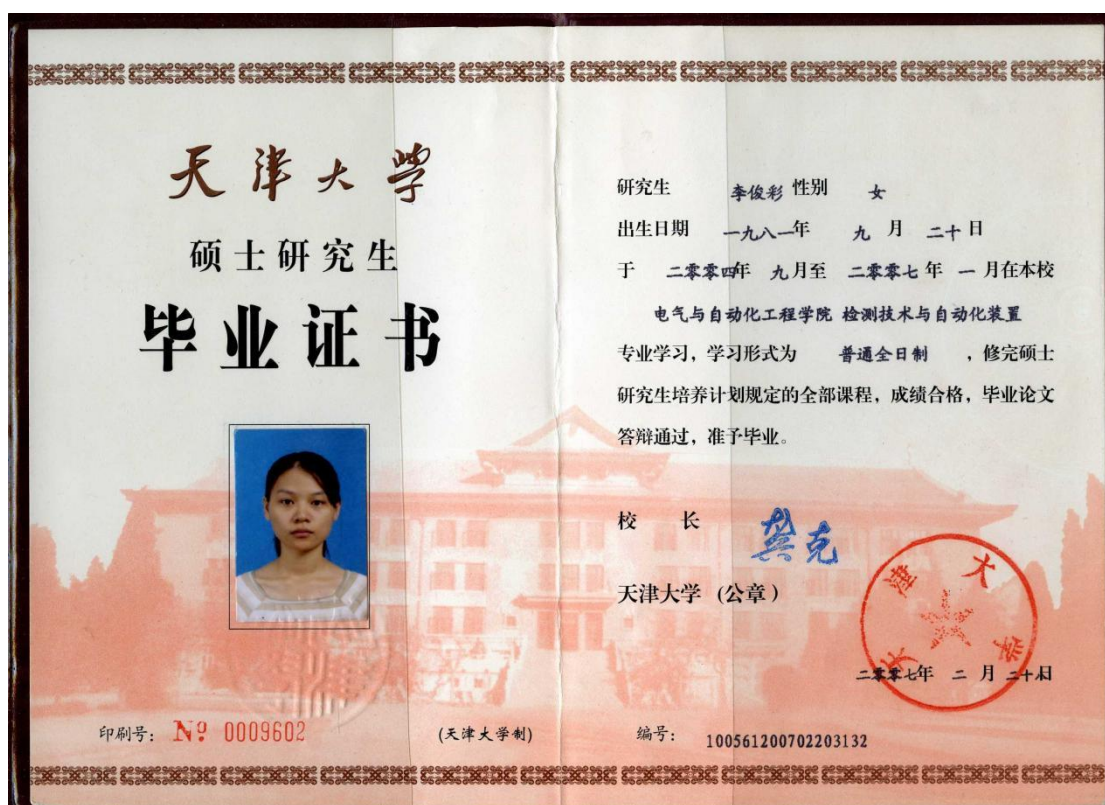 天津大学
硕士研究生
毕业证书
印刷号: № 0009602
(天津大学制)
研究生 李俊彩 性别 女
出生日期 一九八一年 九 月 二十 日
于 二零零四年 九 月至 二零零七 年 一 月在本校
电气与自动化工程学院 检测技术与自动化装置
专业学习，学习形式为 普通全日制 ，修完硕士
研究生培养计划规定的全部课程，成绩合格，毕业论文
答辩通过，准予毕业。
校 长 龚克
天津大学 (公章)
天津大学
二零零七年 二 月 二十日
编号: 100561200702203132